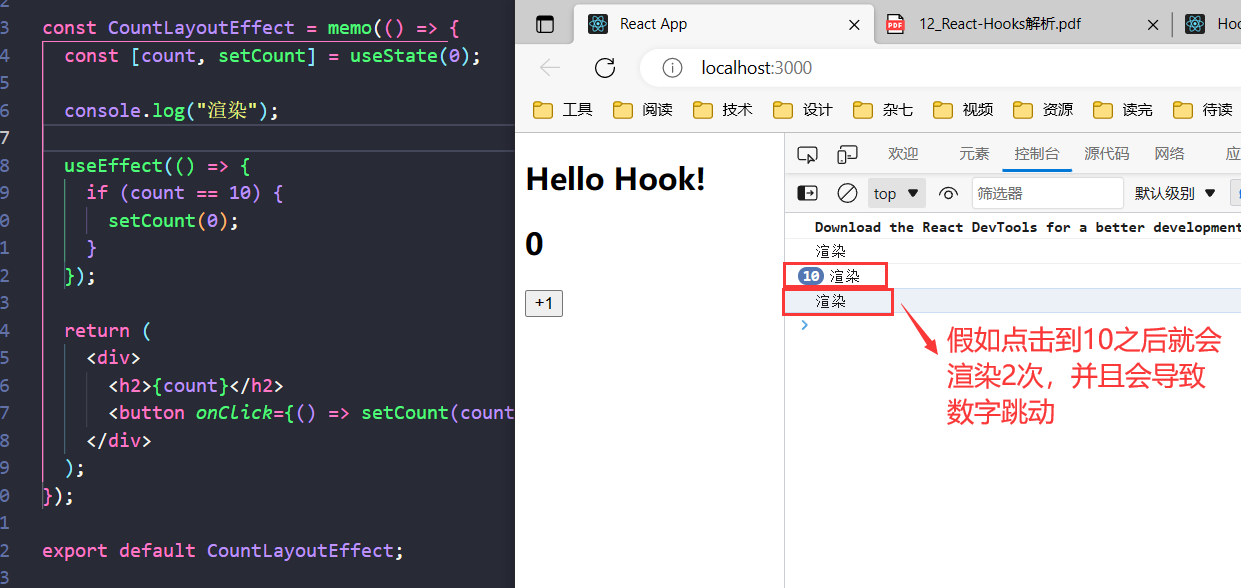 2
3 const CountLayoutEffect = memo(() => {
4 const [count, setCount] = useState(0);
5
6 console.log("渲染");
7
8 useEffect(() => {
9 if (count == 10) {
0 setCount(0);
1 }
2 });
3
4 return (
5 <div>
6 <h2>{count}</h2>
7 <button onClick={() => setCount(count
8 </div>
9 );
0 });
1
2 export default CountLayoutEffect;
3
React App
12_React-Hooks解析.pdf
Hoo
localhost:3000
工具 阅读 技术 设计 杂七 视频 资源 读完 待读
Hello Hook!
0
+1
欢迎 元素 控制台 源代码 网络 应
top 筛选器 默认级别
Download the React DevTools for a better development
渲染
10 渲染
渲染
假如点击到10之后就会
渲染2次，并且会导致
数字跳动